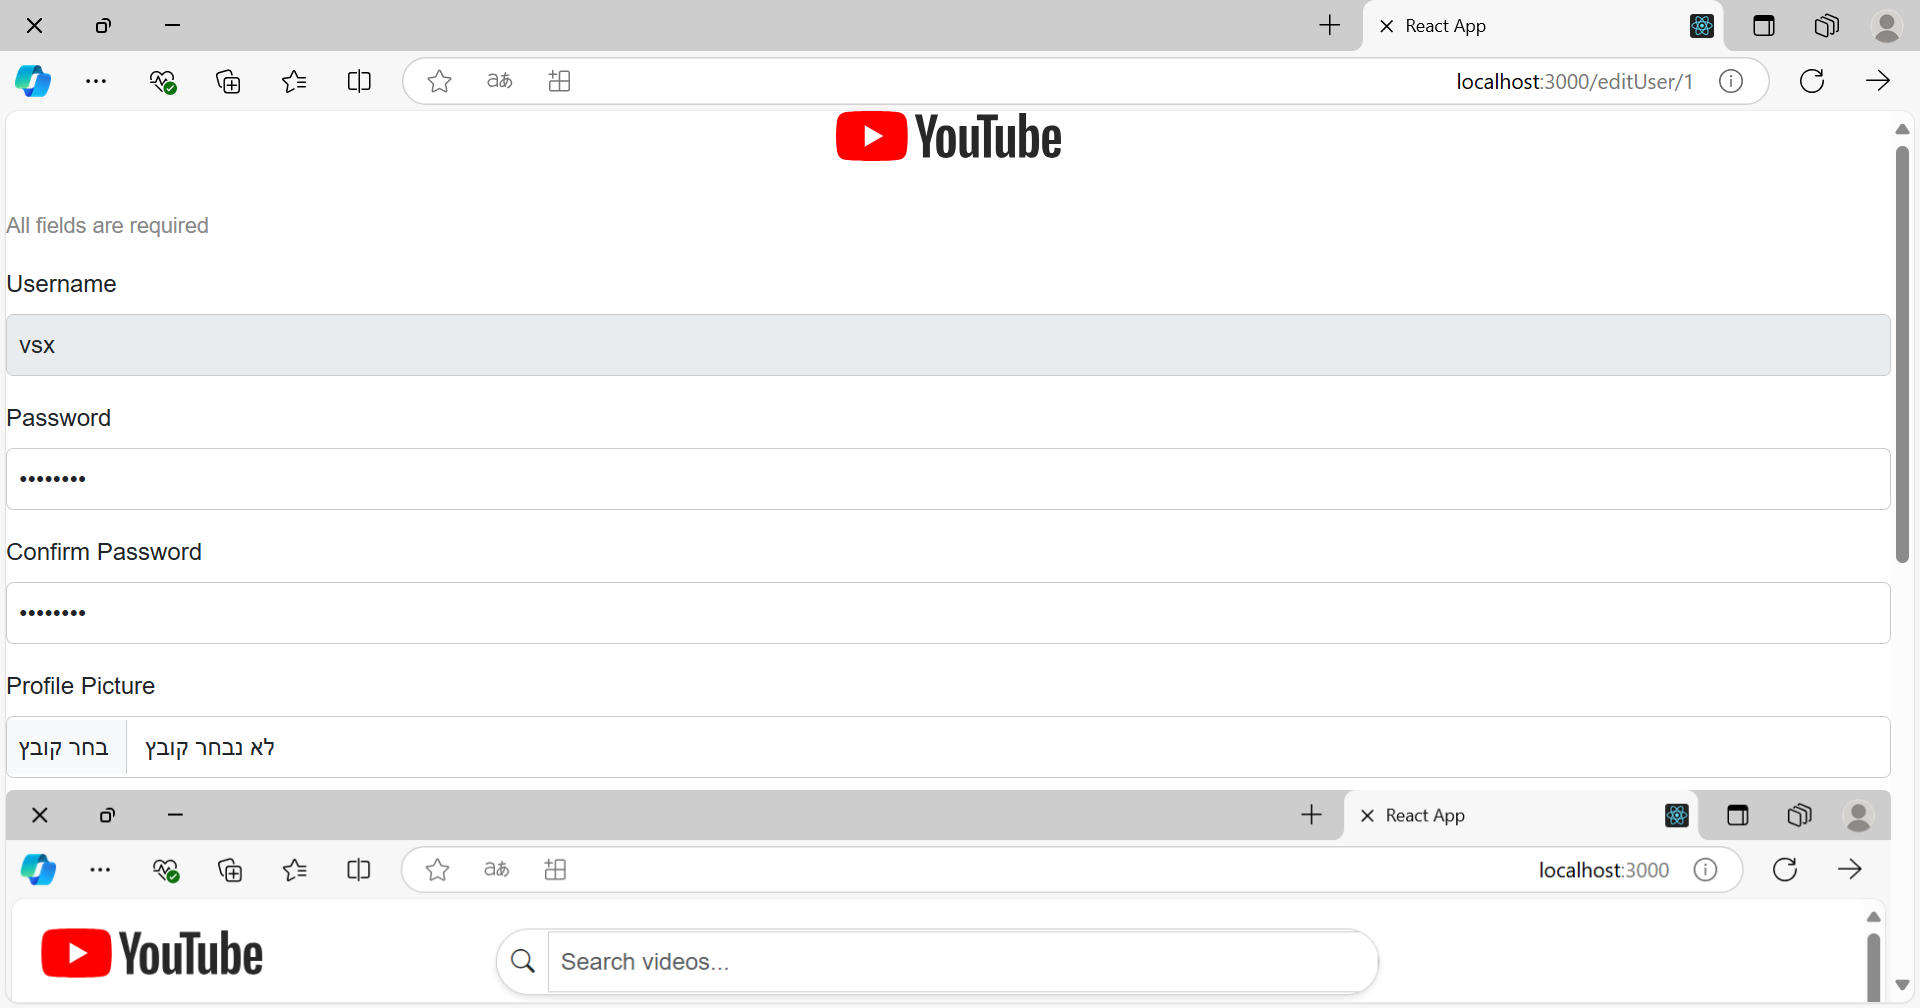 React App
localhost:3000/editUser/1
YouTube
All fields are required
Username
vsx
Password
••••••••
Confirm Password
••••••••
Profile Picture
בחר קובץ לא נבחר קובץ
React App
localhost:3000
YouTube
Search videos...